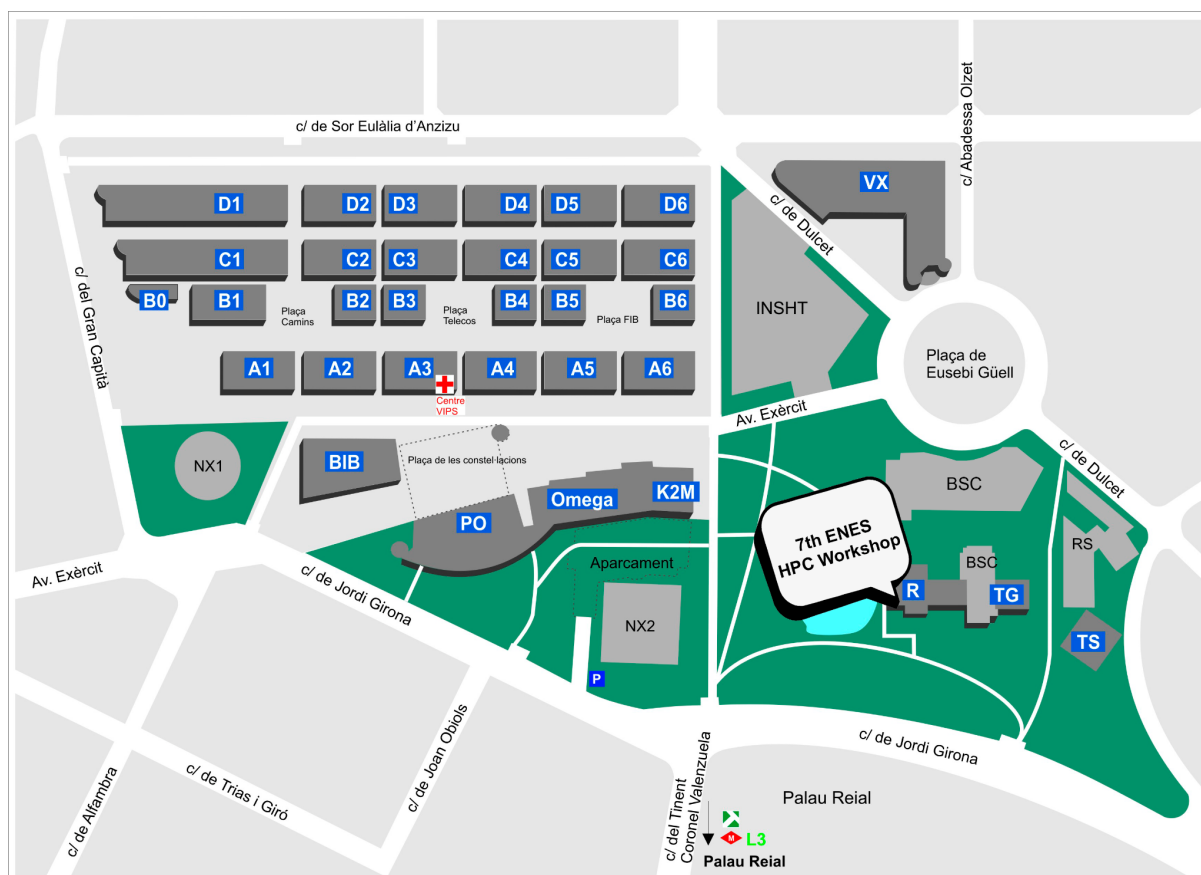 c/ de Sor Eulàlia d'Anzizu
c/ Abadessa Olzet
VX
D1
D2
D3
D4
D5
D6
c/ de Dulcet
C1
C2
C3
C4
C5
C6
c/ del Gran Capità
B0
B1
Plaça
Camins
B2
B3
Plaça
Telecos
B4
B5
Plaça FIB
B6
INSHT
Plaça de
Eusebi Güell
A1
A2
A3
A4
A5
A6
Centre
VIPS
Av. Exèrcit
NX1
BIB
Plaça de les constel·lacions
PO
Omega
K2M
c/ de Dulcet
BSC
7th ENES
HPC Workshop
RS
Av. Exèrcit
c/ de Jordi Girona
Aparcament
BSC
R
TG
NX2
TS
P
c/ de Jordi Girona
c/ de Alfambra
c/ de Trias i Giró
c/ de Joan Obiols
c/ del Tinent
Coronel Valenzuela
Palau Reial
M
L3
Palau Reial